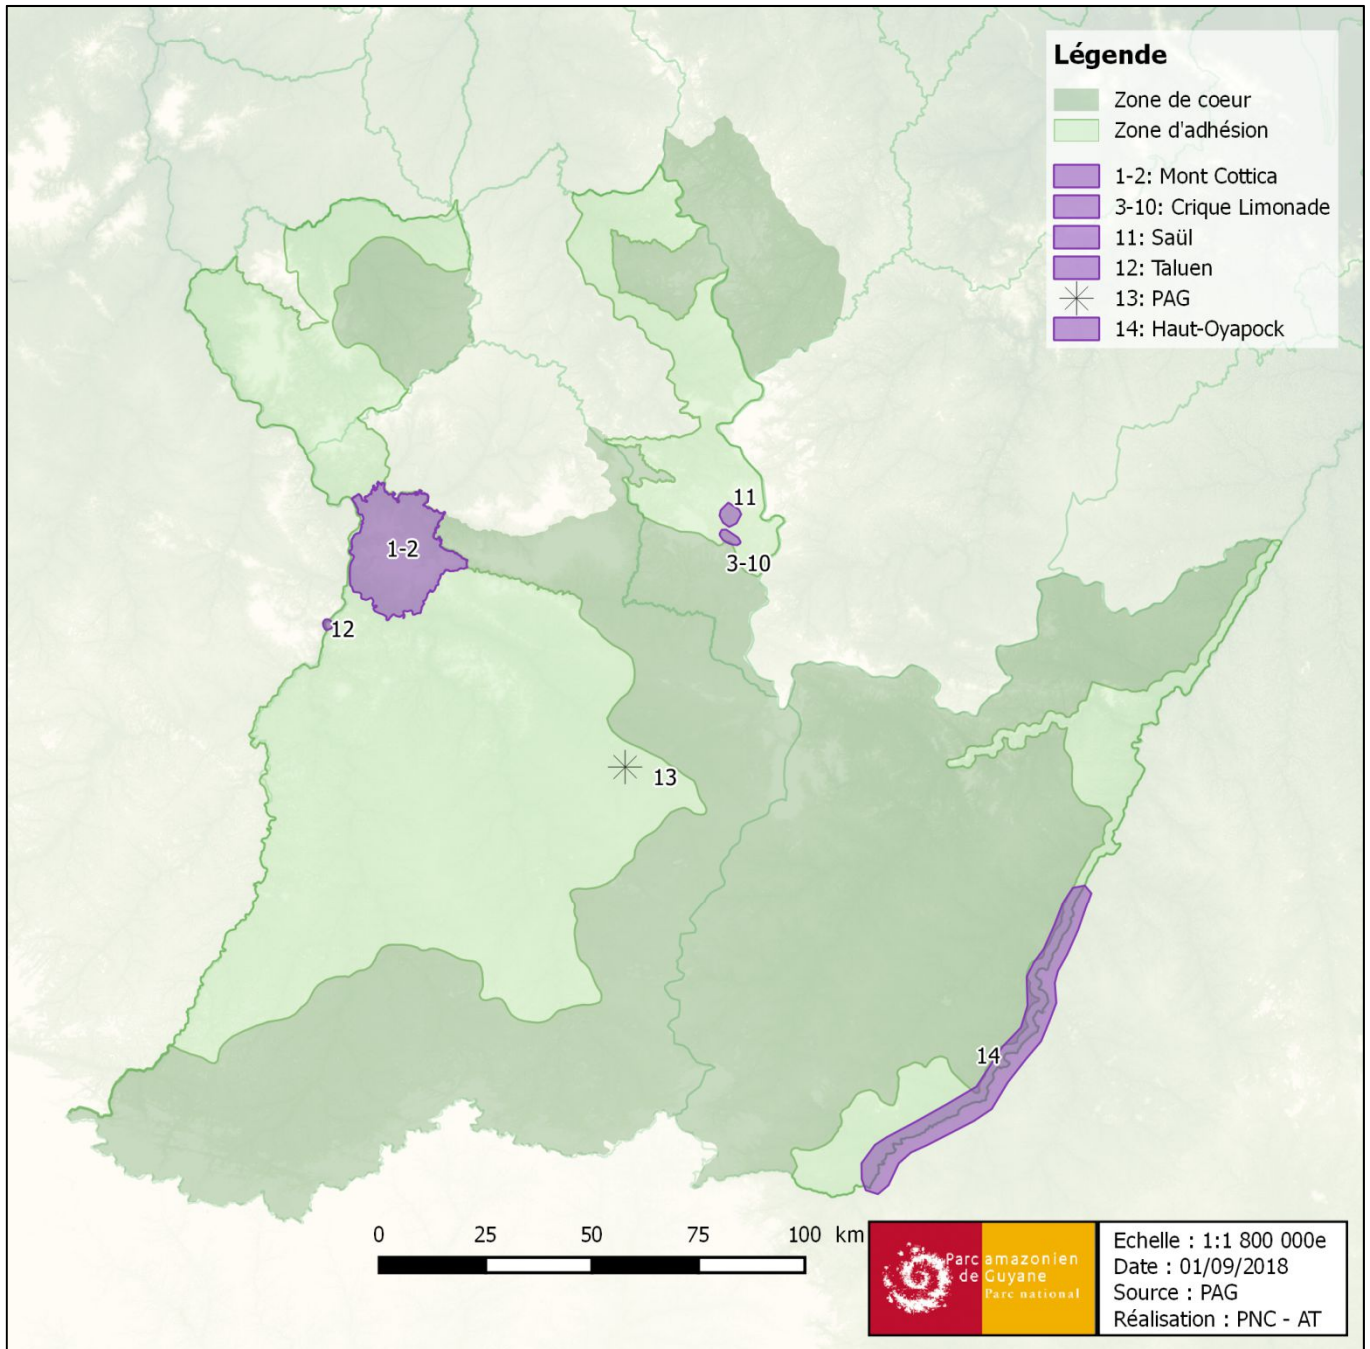 Légende
Zone de coeur
Zone d'adhésion
1-2: Mont Cottica
3-10: Crique Limonade
11: Saül
12: Taluen
13: PAG
14: Haut-Oyapock
11
1-2
3-10
12
13
14
0 25 50 75 100 km
Parc amazonien
de Guyane
Parc national
Echelle : 1:1 800 000e
Date : 01/09/2018
Source : PAG
Réalisation : PNC - AT